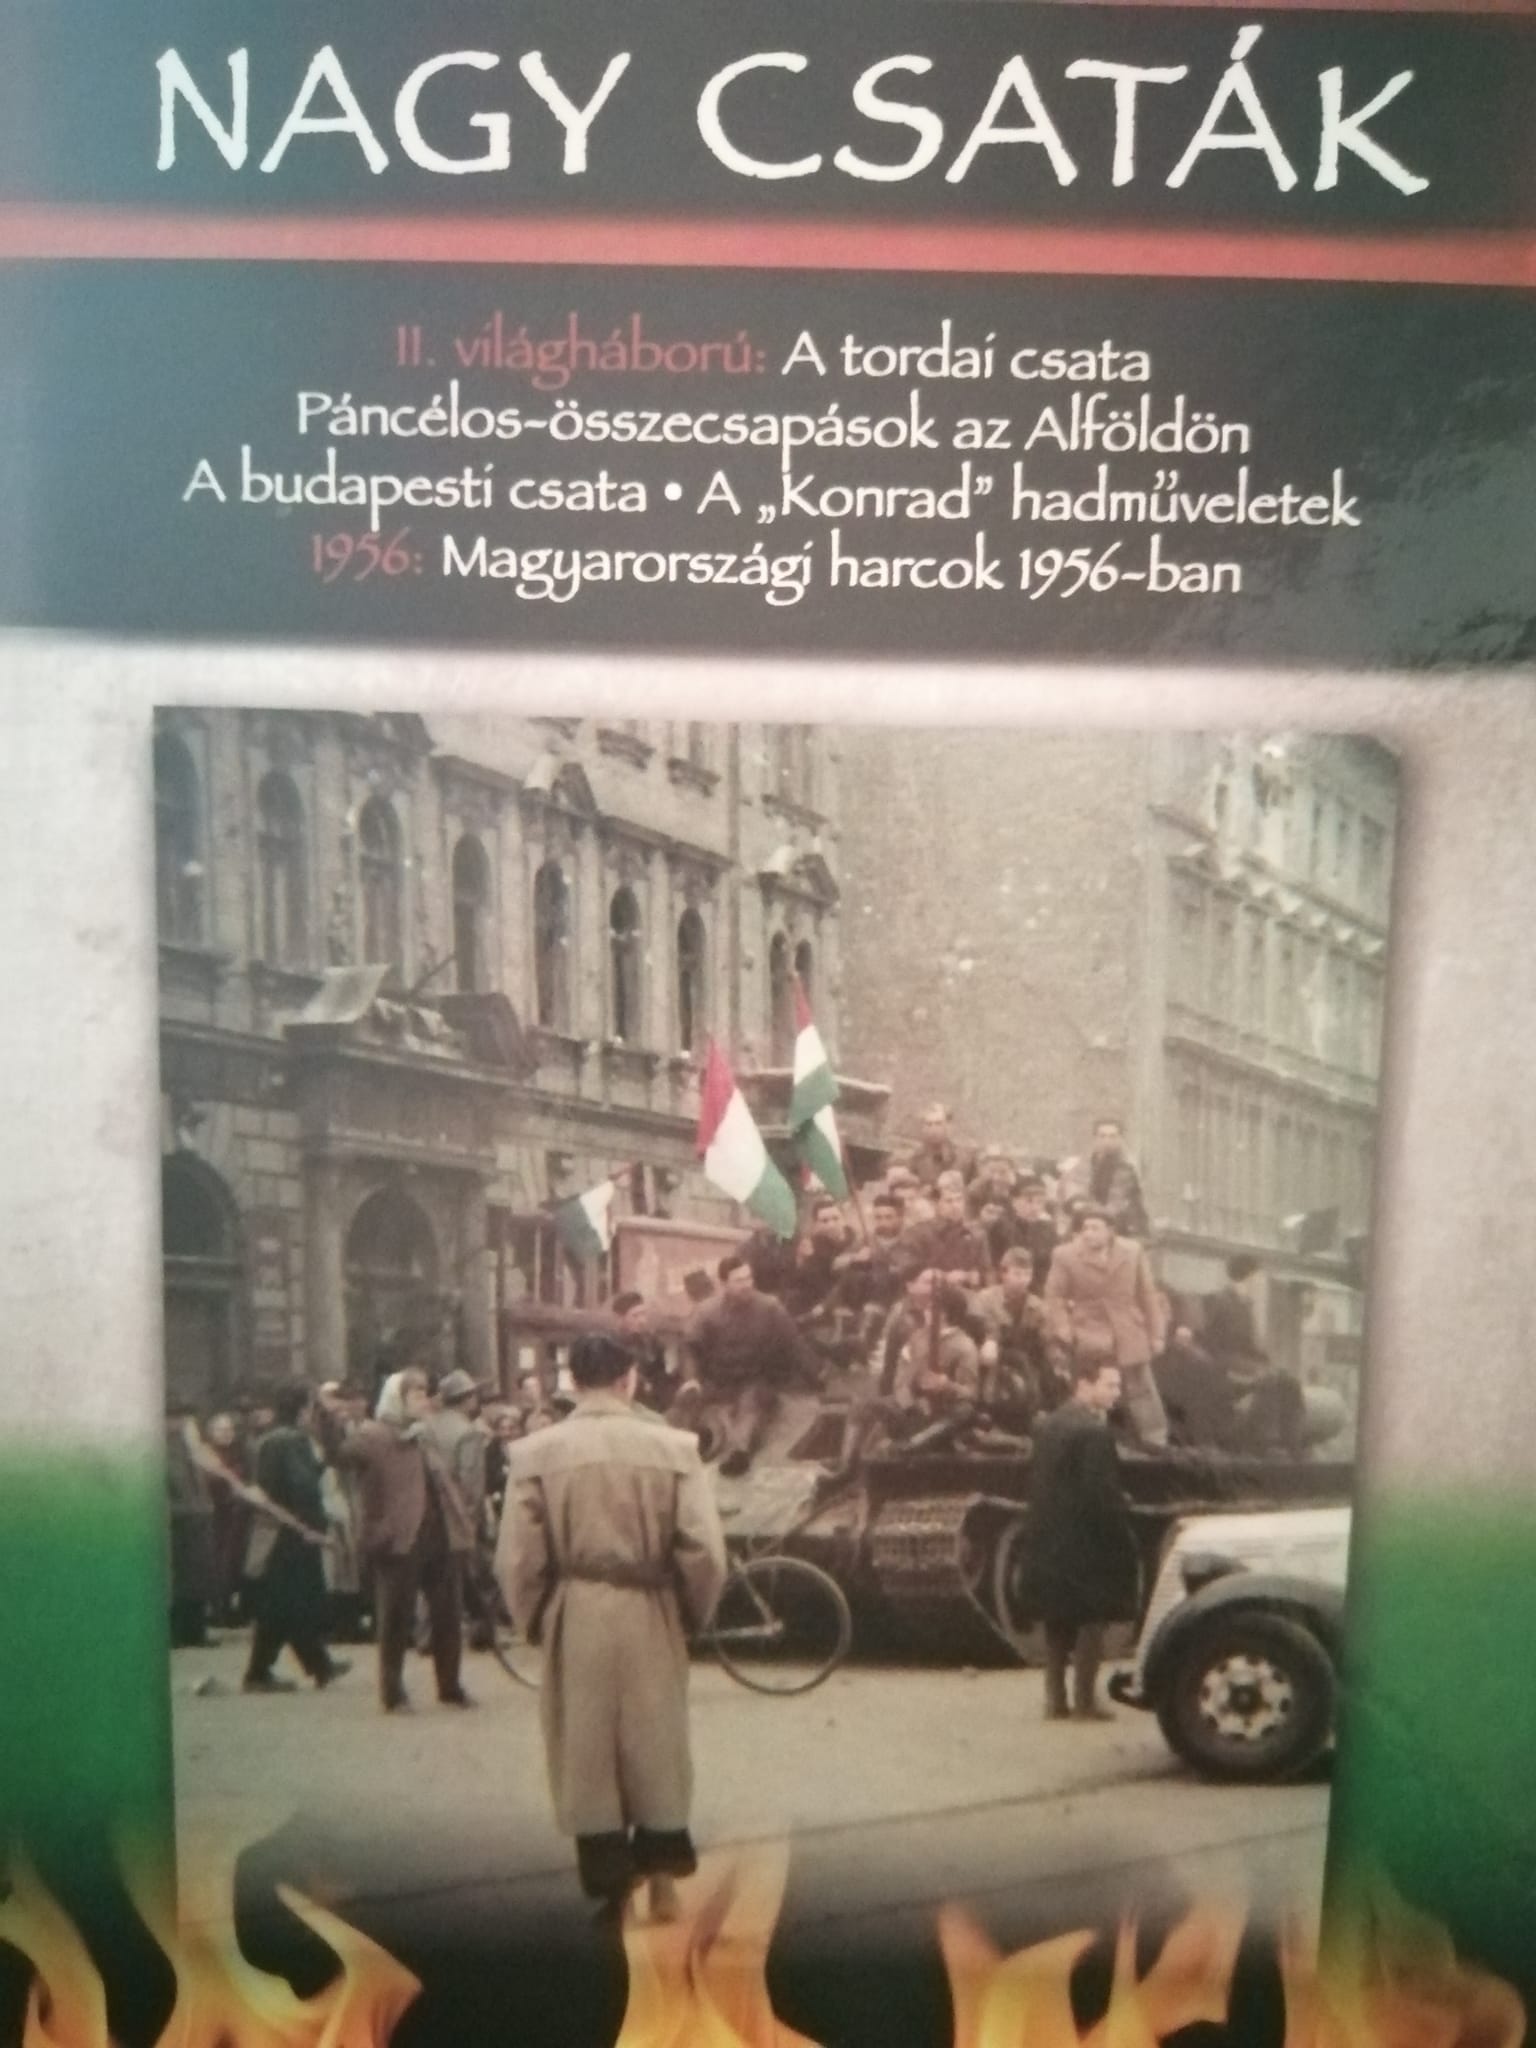 NAGY CSATÁK
II. világháború: A tordai csata
Páncélos-összecsapások az Alföldön
A budapesti csata • A „Konrad” hadműveletek
1956: Magyarországi harcok 1956-ban